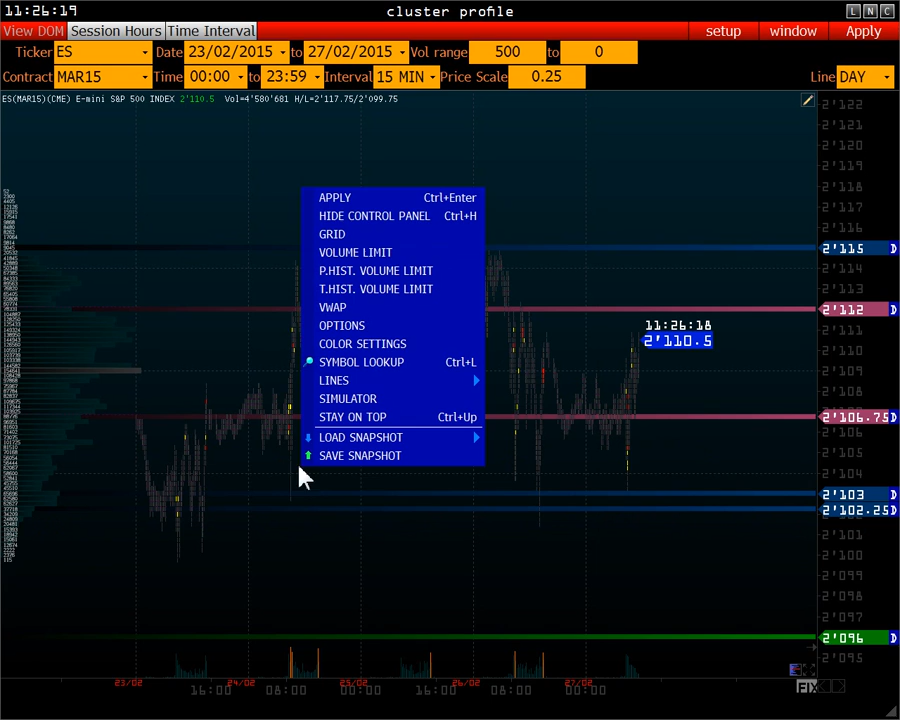 11:26:19 cluster profile L N C
View DOM Session Hours Time Interval setup window Apply
Ticker ES Date 23/02/2015 to 27/02/2015 Vol range 500 to 0
Contract MAR15 Time 00:00 to 23:59 Interval 15 MIN Price Scale 0.25 Line DAY
ES(MAR15)(CME) E-mini S&P 500 INDEX 2'110.5 Vol=4'580'681 H/L=2'117.75/2'099.75
2'122
2'121
2'120
2'119
2'118
2'117
2'116
2'115 D
2'114
2'113
2'112 D
2'111
2'110
2'109
2'108
2'106.75 D
2'106
2'105
2'104
2'103 D
2'102.25 D
2'101
2'100
2'099
2'098
2'097
2'096 D
2'095
APPLY Ctrl+Enter
HIDE CONTROL PANEL Ctrl+H
GRID
VOLUME LIMIT
P.HIST. VOLUME LIMIT
T.HIST. VOLUME LIMIT
VWAP
OPTIONS
COLOR SETTINGS
SYMBOL LOOKUP Ctrl+L
LINES
SIMULATOR
STAY ON TOP Ctrl+Up
LOAD SNAPSHOT
SAVE SNAPSHOT
11:26:18
2'110.5
23/02 16:00 24/02 08:00 25/02 00:00 16:00 26/02 08:00 27/02 00:00
FIX